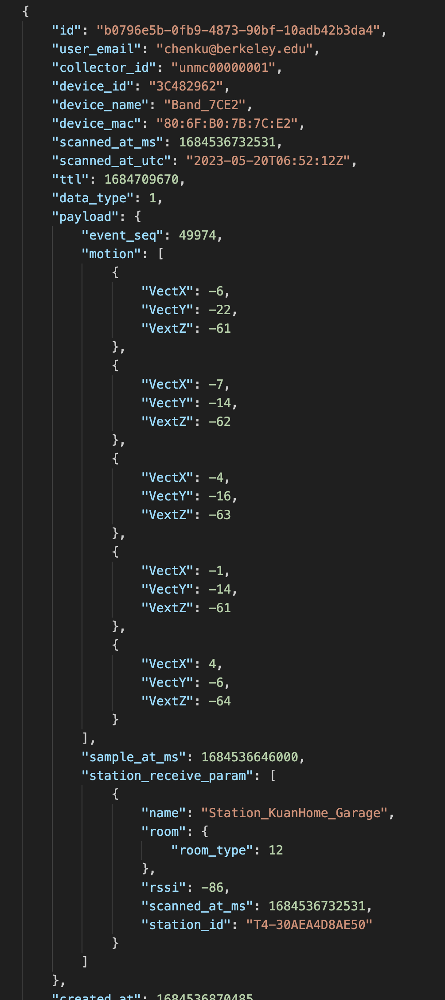 {
"id": "b0796e5b-0fb9-4873-90bf-10adb42b3da4",
"user_email": "chenku@berkeley.edu",
"collector_id": "unmc00000001",
"device_id": "3C482962",
"device_name": "Band_7CE2",
"device_mac": "80:6F:B0:7B:7C:E2",
"scanned_at_ms": 1684536732531,
"scanned_at_utc": "2023-05-20T06:52:12Z",
"ttl": 1684709670,
"data_type": 1,
"payload": {
"event_seq": 49974,
"motion": [
{
"VectX": -6,
"VectY": -22,
"VextZ": -61
},
{
"VectX": -7,
"VectY": -14,
"VextZ": -62
},
{
"VectX": -4,
"VectY": -16,
"VextZ": -63
},
{
"VectX": -1,
"VectY": -14,
"VextZ": -61
},
{
"VectX": 4,
"VectY": -6,
"VextZ": -64
}
],
"sample_at_ms": 1684536646000,
"station_receive_param": [
{
"name": "Station_KuanHome_Garage",
"room": {
"room_type": 12
},
"rssi": -86,
"scanned_at_ms": 1684536732531,
"station_id": "T4-30AEA4D8AE50"
}
]
},
"created_at": 1684536870485